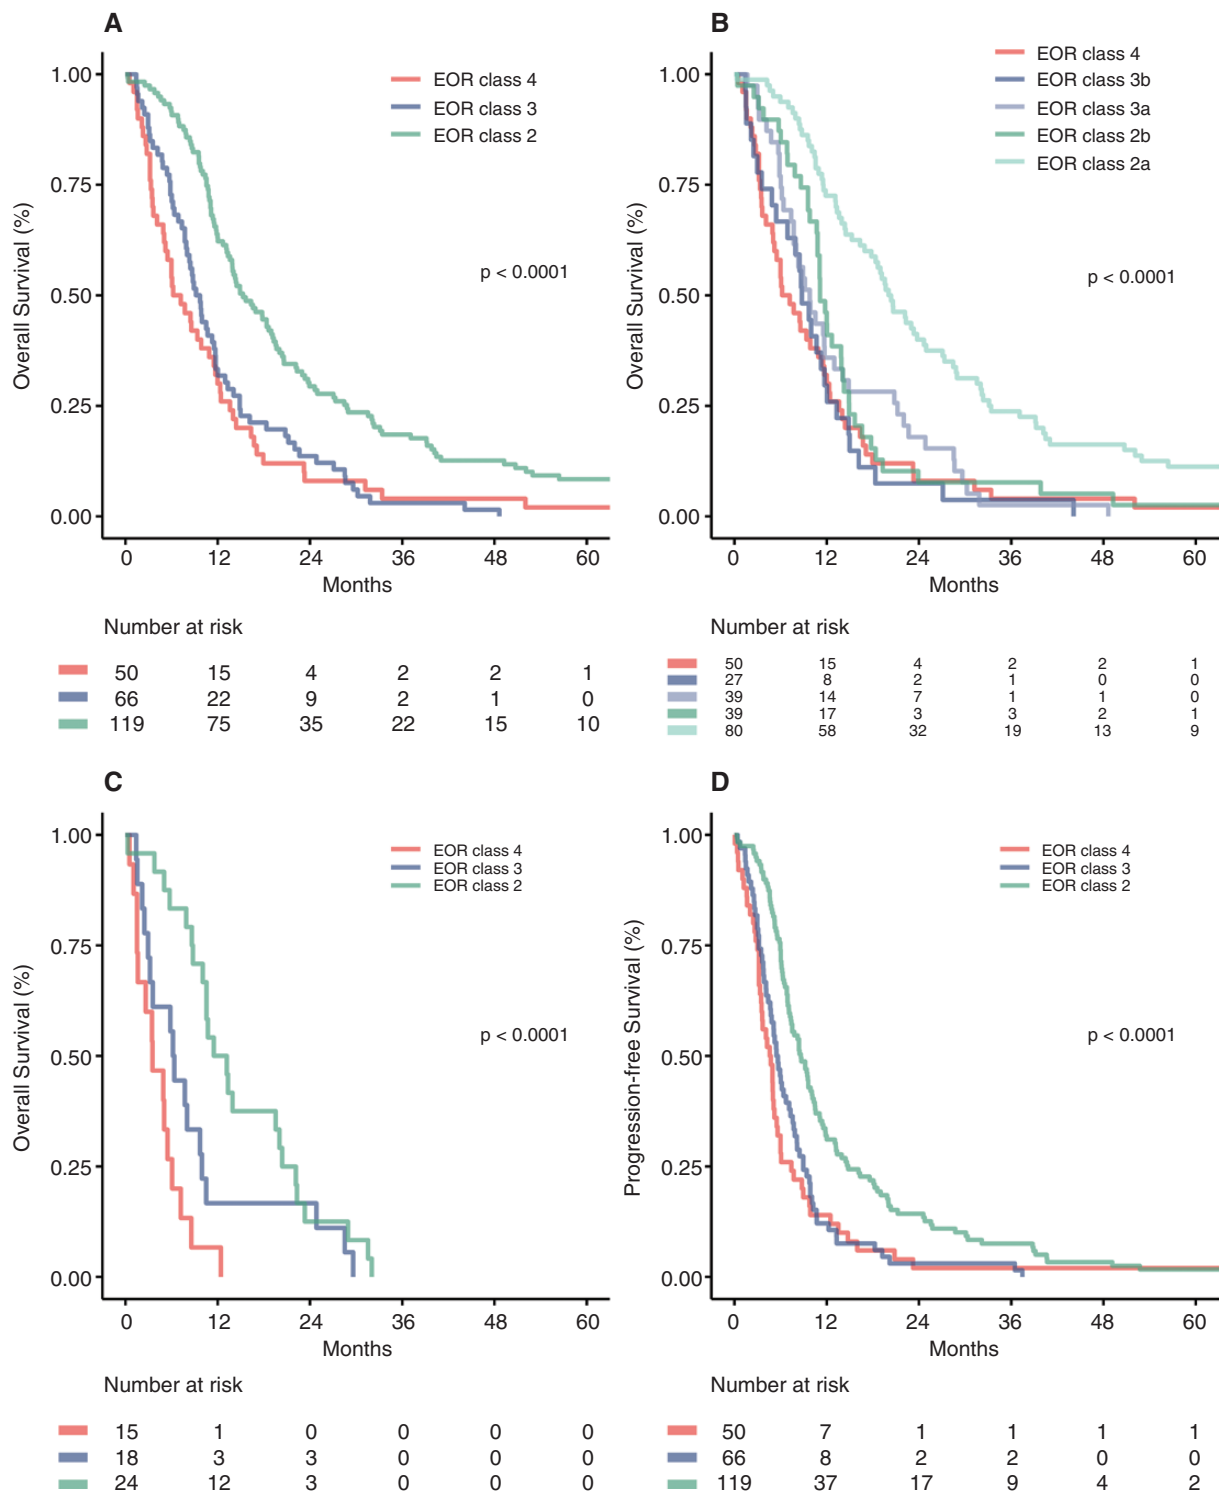 A
Overall Survival (%)
1.00
0.75
0.50
0.25
0.00
EOR class 4
EOR class 3
EOR class 2
p < 0.0001
0 12 24 36 48 60
Months
Number at risk
50 15 4 2 2 1
66 22 9 2 1 0
119 75 35 22 15 10
B
Overall Survival (%)
1.00
0.75
0.50
0.25
0.00
EOR class 4
EOR class 3b
EOR class 3a
EOR class 2b
EOR class 2a
p < 0.0001
0 12 24 36 48 60
Months
Number at risk
50 15 4 2 2 1
27 8 2 1 0 0
39 14 7 1 1 0
39 17 3 3 2 1
80 58 32 19 13 9
C
Overall Survival (%)
1.00
0.75
0.50
0.25
0.00
EOR class 4
EOR class 3
EOR class 2
p < 0.0001
0 12 24 36 48 60
Months
Number at risk
15 1 0 0 0 0
18 3 3 0 0 0
24 12 3 0 0 0
D
Progression-free Survival (%)
1.00
0.75
0.50
0.25
0.00
EOR class 4
EOR class 3
EOR class 2
p < 0.0001
0 12 24 36 48 60
Months
Number at risk
50 7 1 1 1 1
66 8 2 2 0 0
119 37 17 9 4 2